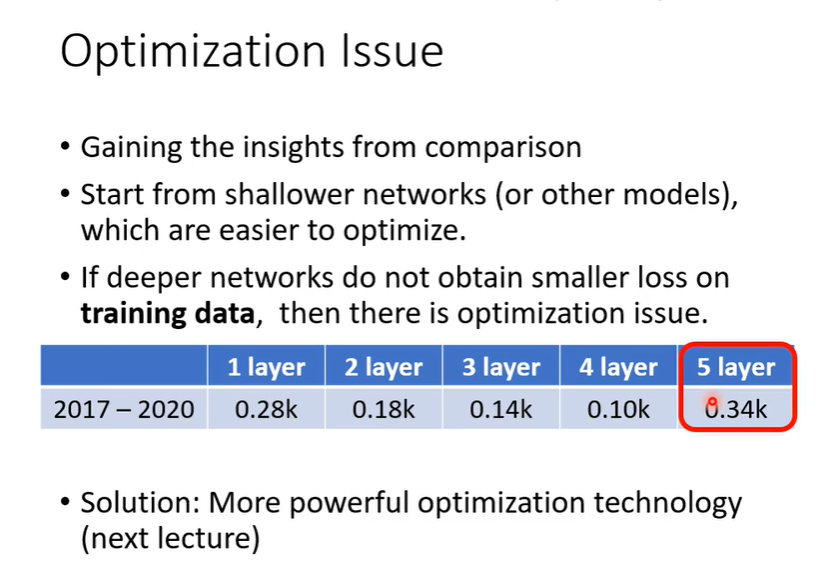 Optimization Issue
• Gaining the insights from comparison
• Start from shallower networks (or other models),
which are easier to optimize.
• If deeper networks do not obtain smaller loss on
training data, then there is optimization issue.
1 layer 2 layer 3 layer 4 layer 5 layer
2017 – 2020 0.28k 0.18k 0.14k 0.10k 0.34k
• Solution: More powerful optimization technology
(next lecture)